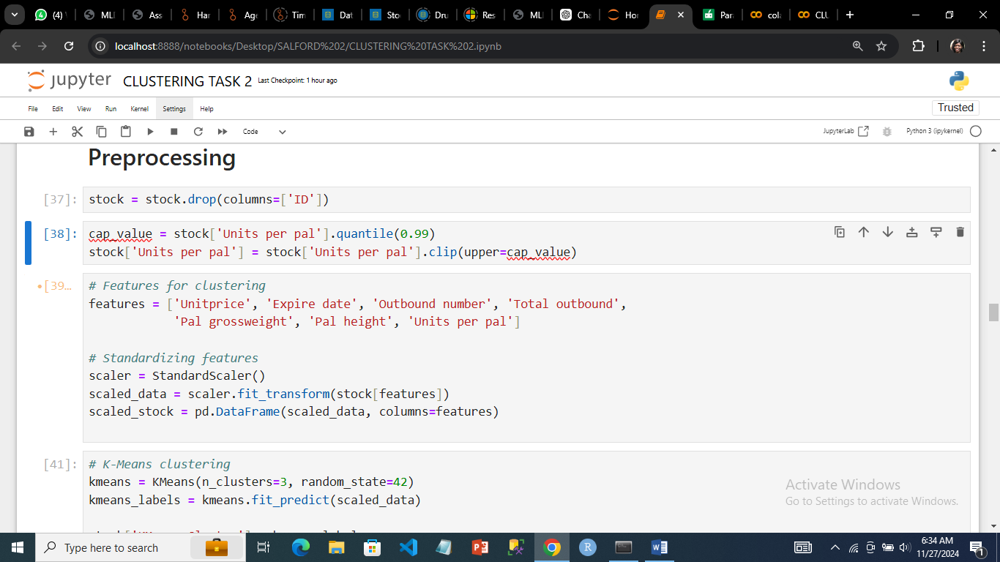 (4) V
MLI
Ass
Har
Age
Tim
Dat
Stoc
Dru
Res
MLI
Cha
Hor
Par
cola
CLU
localhost:8888/notebooks/Desktop/SALFORD%202/CLUSTERING%20TASK%202.ipynb
jupyter CLUSTERING TASK 2 Last Checkpoint: 1 hour ago
File Edit View Run Kernel Settings Help Trusted
Code JupyterLab Python 3 (ipykernel)
Preprocessing
[37]: stock = stock.drop(columns=['ID'])
[38]: cap_value = stock['Units per pal'].quantile(0.99)
stock['Units per pal'] = stock['Units per pal'].clip(upper=cap_value)
•[39… # Features for clustering
features = ['Unitprice', 'Expire date', 'Outbound number', 'Total outbound',
'Pal grossweight', 'Pal height', 'Units per pal']
# Standardizing features
scaler = StandardScaler()
scaled_data = scaler.fit_transform(stock[features])
scaled_stock = pd.DataFrame(scaled_data, columns=features)
[41]: # K-Means clustering
kmeans = KMeans(n_clusters=3, random_state=42)
kmeans_labels = kmeans.fit_predict(scaled_data)
Activate Windows
Go to Settings to activate Windows.
Type here to search
6:34 AM
11/27/2024
1